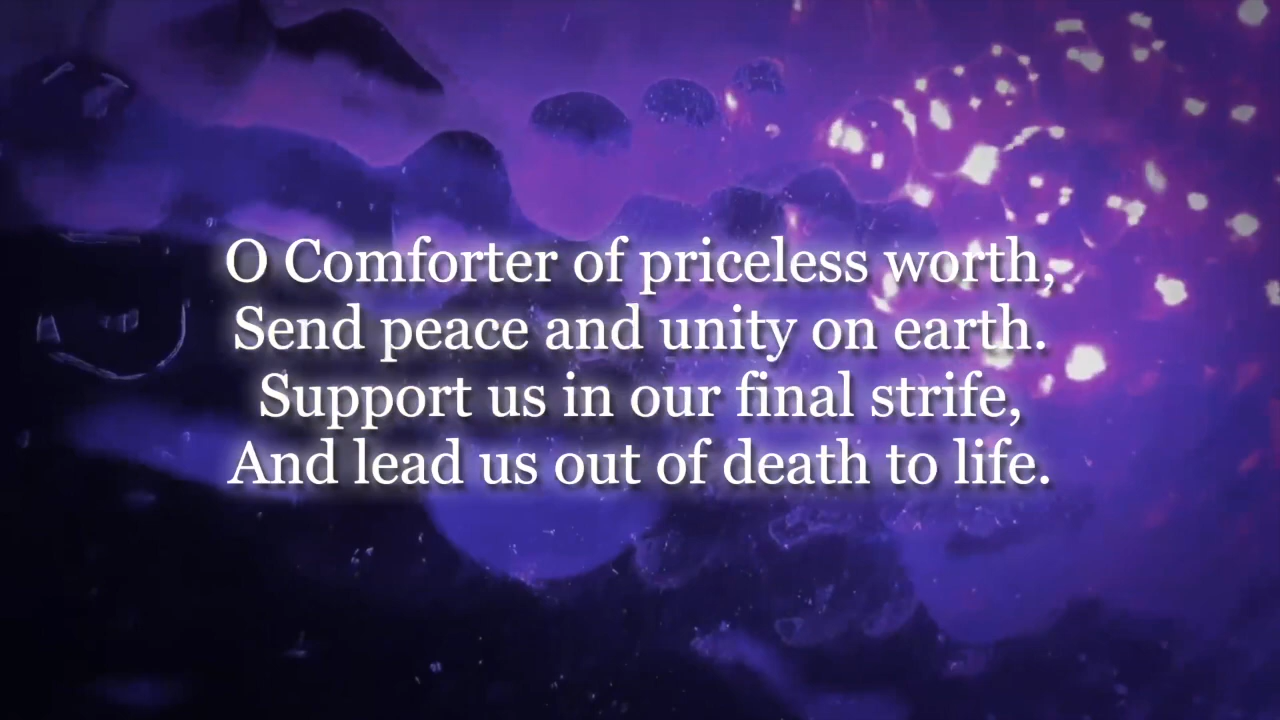 O Comforter of priceless worth,
Send peace and unity on earth.
Support us in our final strife,
And lead us out of death to life.